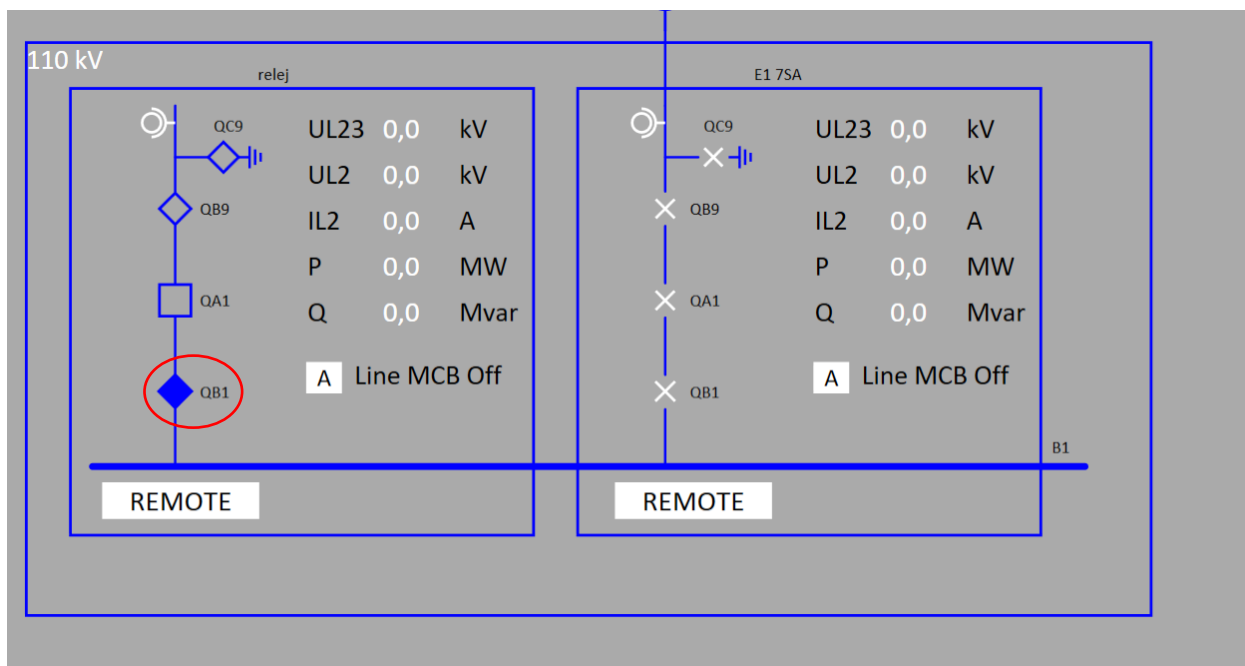 110 kV
relej
QC9
UL23 0,0 kV
UL2 0,0 kV
QB9
IL2 0,0 A
P 0,0 MW
QA1
Q 0,0 Mvar
A Line MCB Off
QB1
REMOTE
E1 7SA
QC9
UL23 0,0 kV
UL2 0,0 kV
QB9
IL2 0,0 A
P 0,0 MW
QA1
Q 0,0 Mvar
A Line MCB Off
QB1
B1
REMOTE